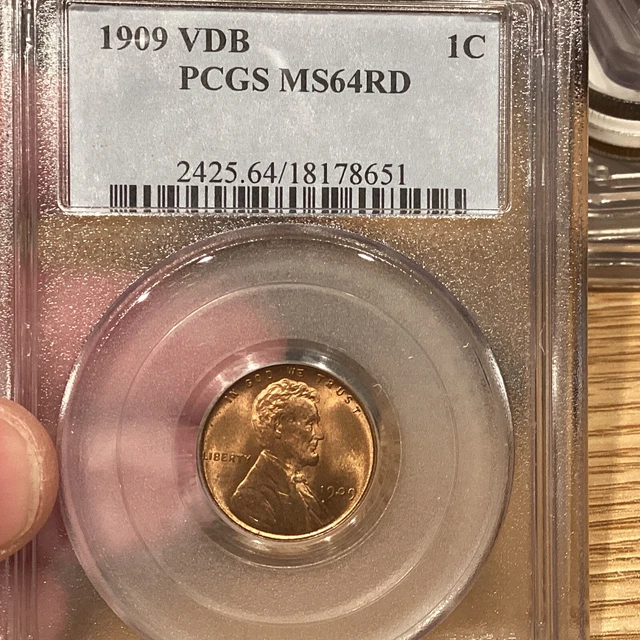 1909 VDB 1C
PCGS MS64RD
2425.64/18178651
IN GOD WE TRUST
LIBERTY
1909